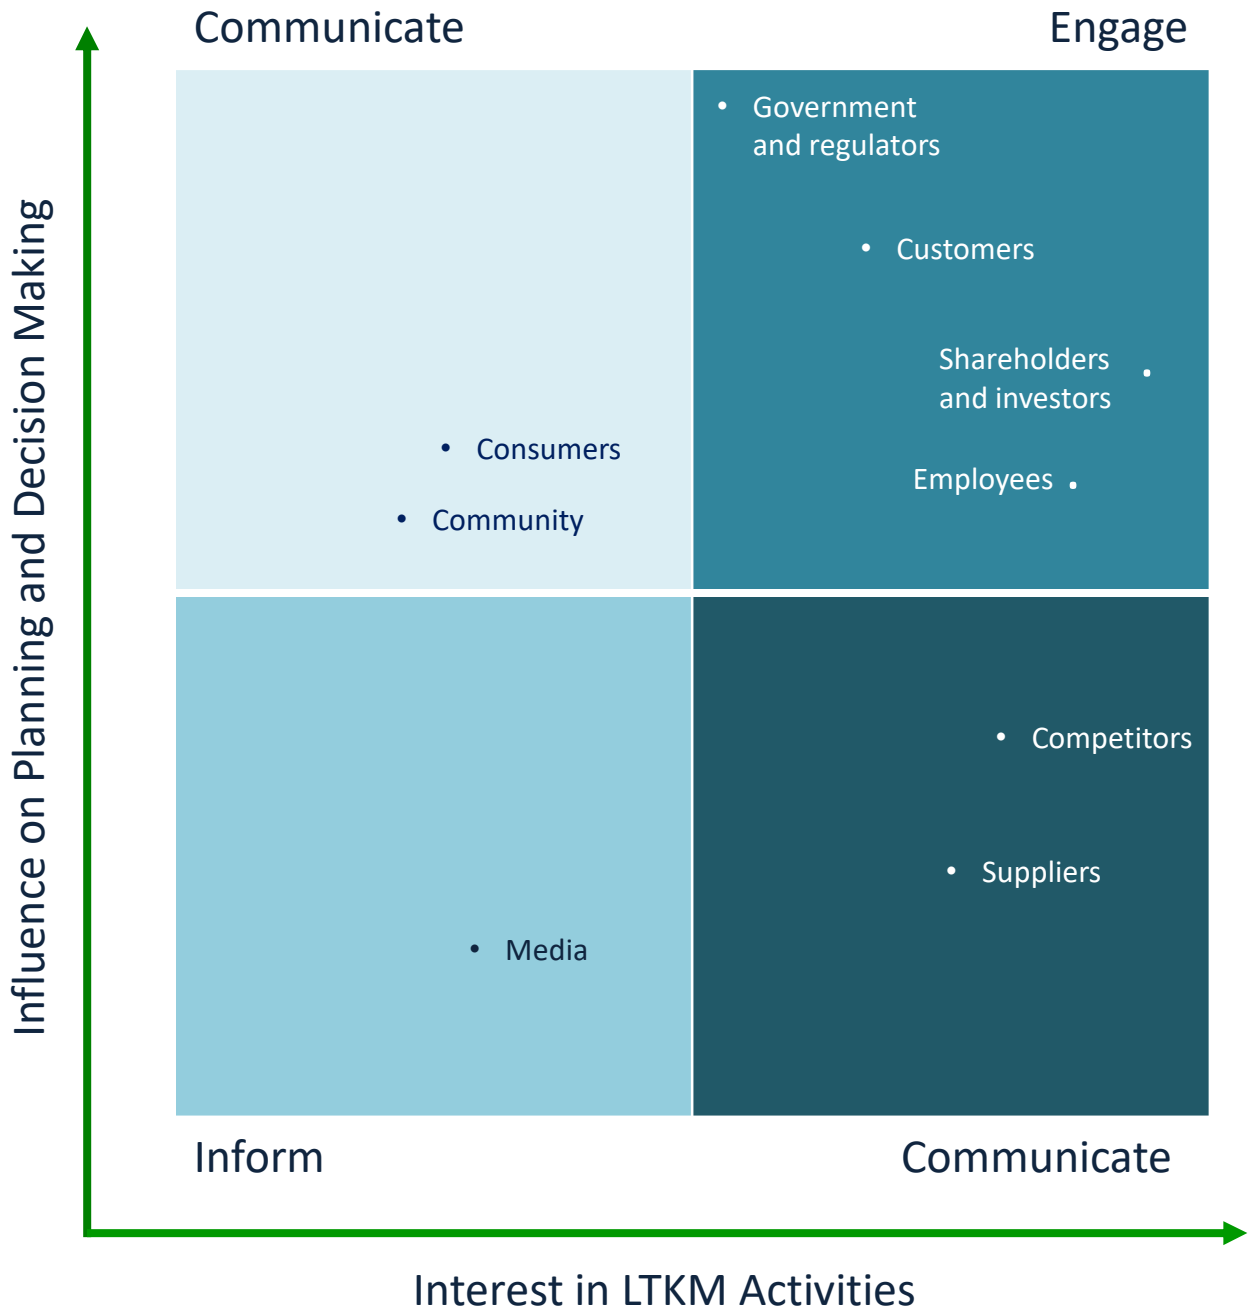 Communicate
Engage
Influence on Planning and Decision Making
• Government
and regulators
• Customers
Shareholders
and investors
• Consumers
Employees
• Community
• Competitors
• Suppliers
• Media
Inform
Communicate
Interest in LTKM Activities